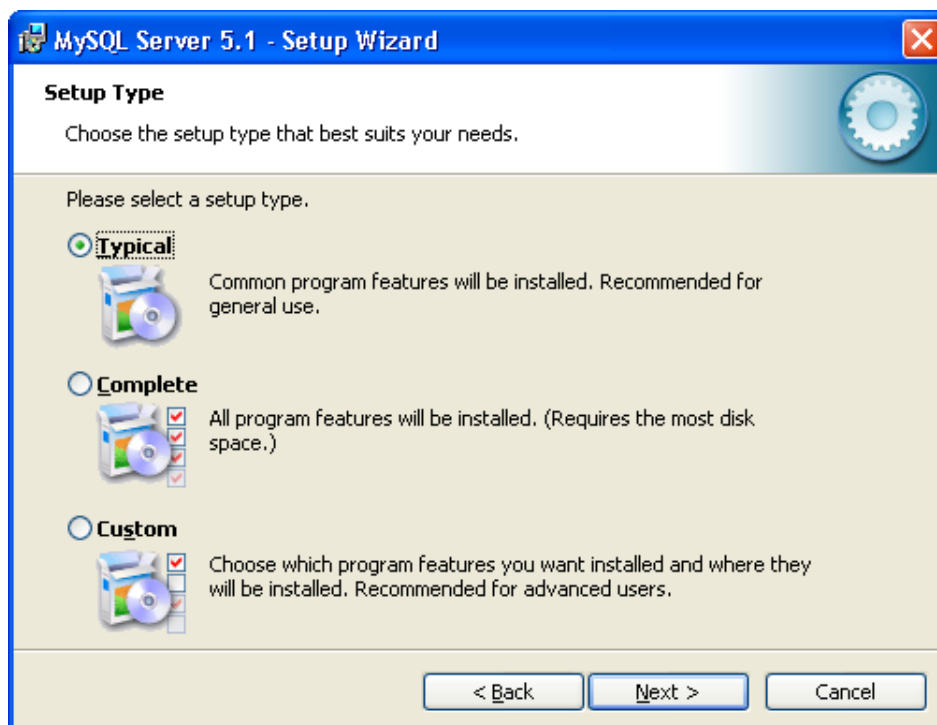 MySQL Server 5.1 - Setup Wizard
Setup Type
Choose the setup type that best suits your needs.
Please select a setup type.
Typical
Common program features will be installed. Recommended for
general use.
Complete
All program features will be installed. (Requires the most disk
space.)
Custom
Choose which program features you want installed and where they
will be installed. Recommended for advanced users.
< Back Next > Cancel